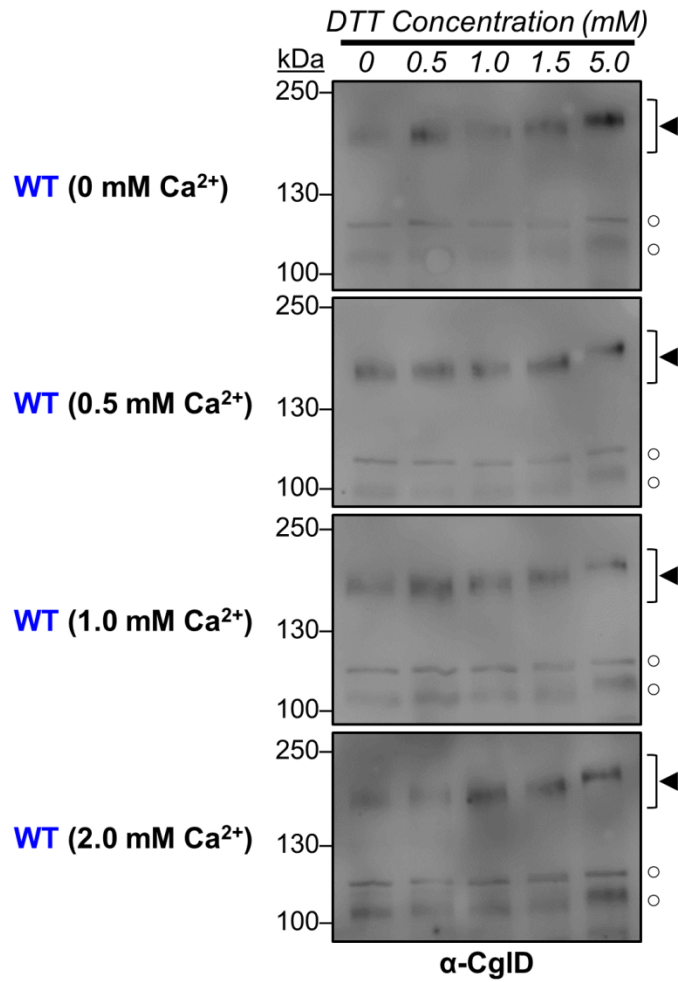 DTT Concentration (mM)
kDa 0 0.5 1.0 1.5 5.0
250
WT (0 mM Ca²⁺)
130
100
250
WT (0.5 mM Ca²⁺)
130
100
250
WT (1.0 mM Ca²⁺)
130
100
250
WT (2.0 mM Ca²⁺)
130
100
α-CglD